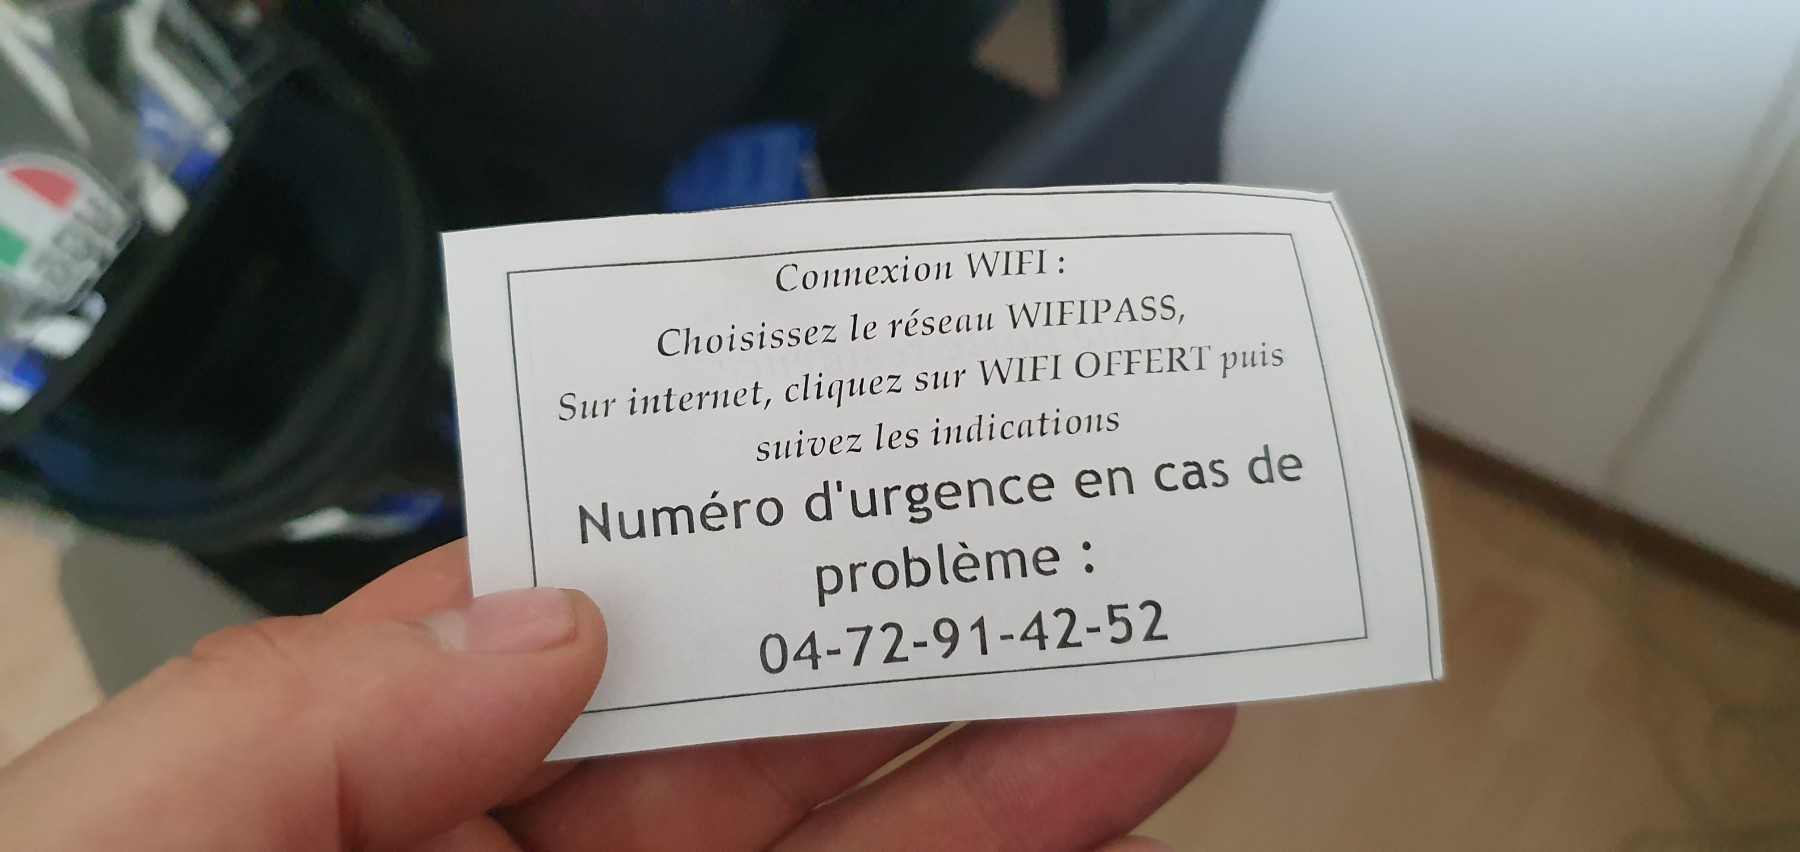 Connexion WIFI :
Choisissez le réseau WIFIPASS,
Sur internet, cliquez sur WIFI OFFERT puis
suivez les indications
Numéro d'urgence en cas de
problème :
04-72-91-42-52